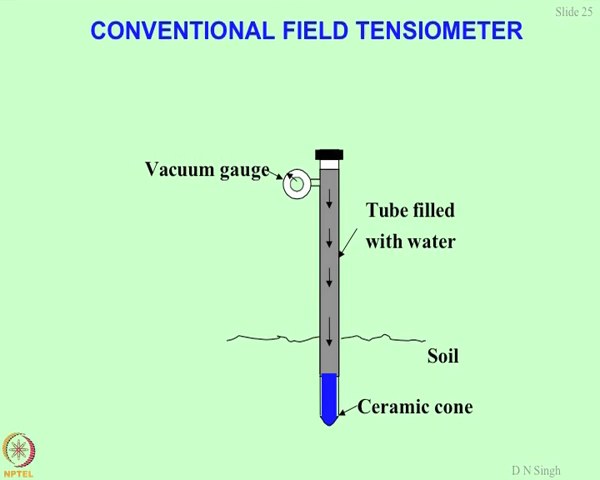 Slide 25
CONVENTIONAL FIELD TENSIOMETER
Vacuum gauge
Tube filled
with water
Soil
Ceramic cone
NPTEL
D N Singh